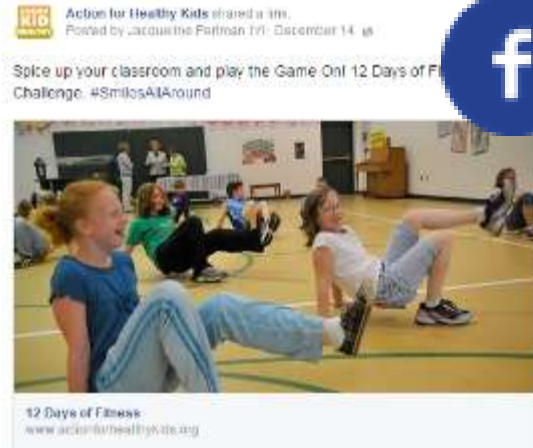 Action for Healthy Kids shared a link.
Posted by Jacqueline Perlman · December 14
Spice up your classroom and play the Game On! 12 Days of
Challenge. #SmilesAllAround
12 Days of Fitness
www.actionforhealthykids.org